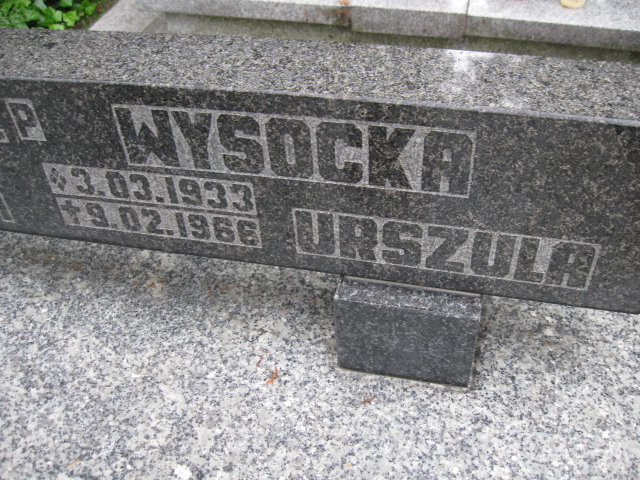 WYSOCKA
3.03.1933
† 9.02.1966
URSZULA